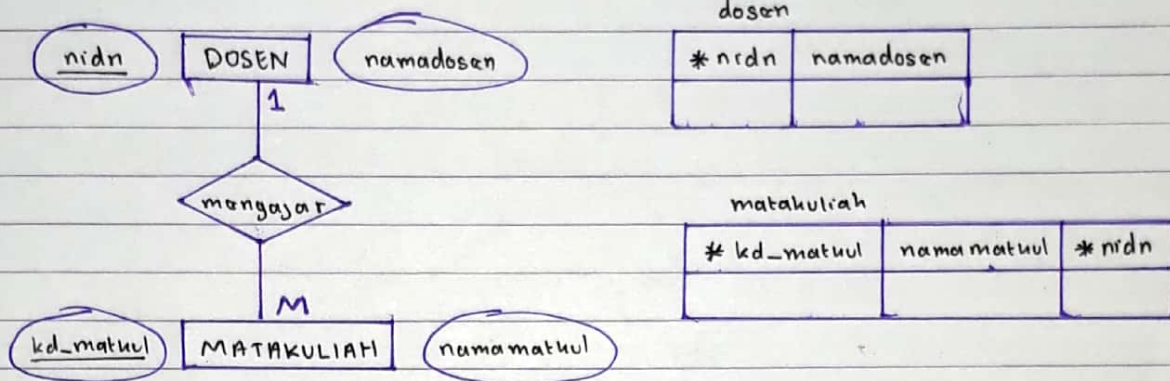 dosen
nidn DOSEN namadosen
* nidn namadosen
1
mengajar
matakuliah
* kd_matkul namamatkul * nidn
M
kd_matkul MATAKULIAH namamatkul